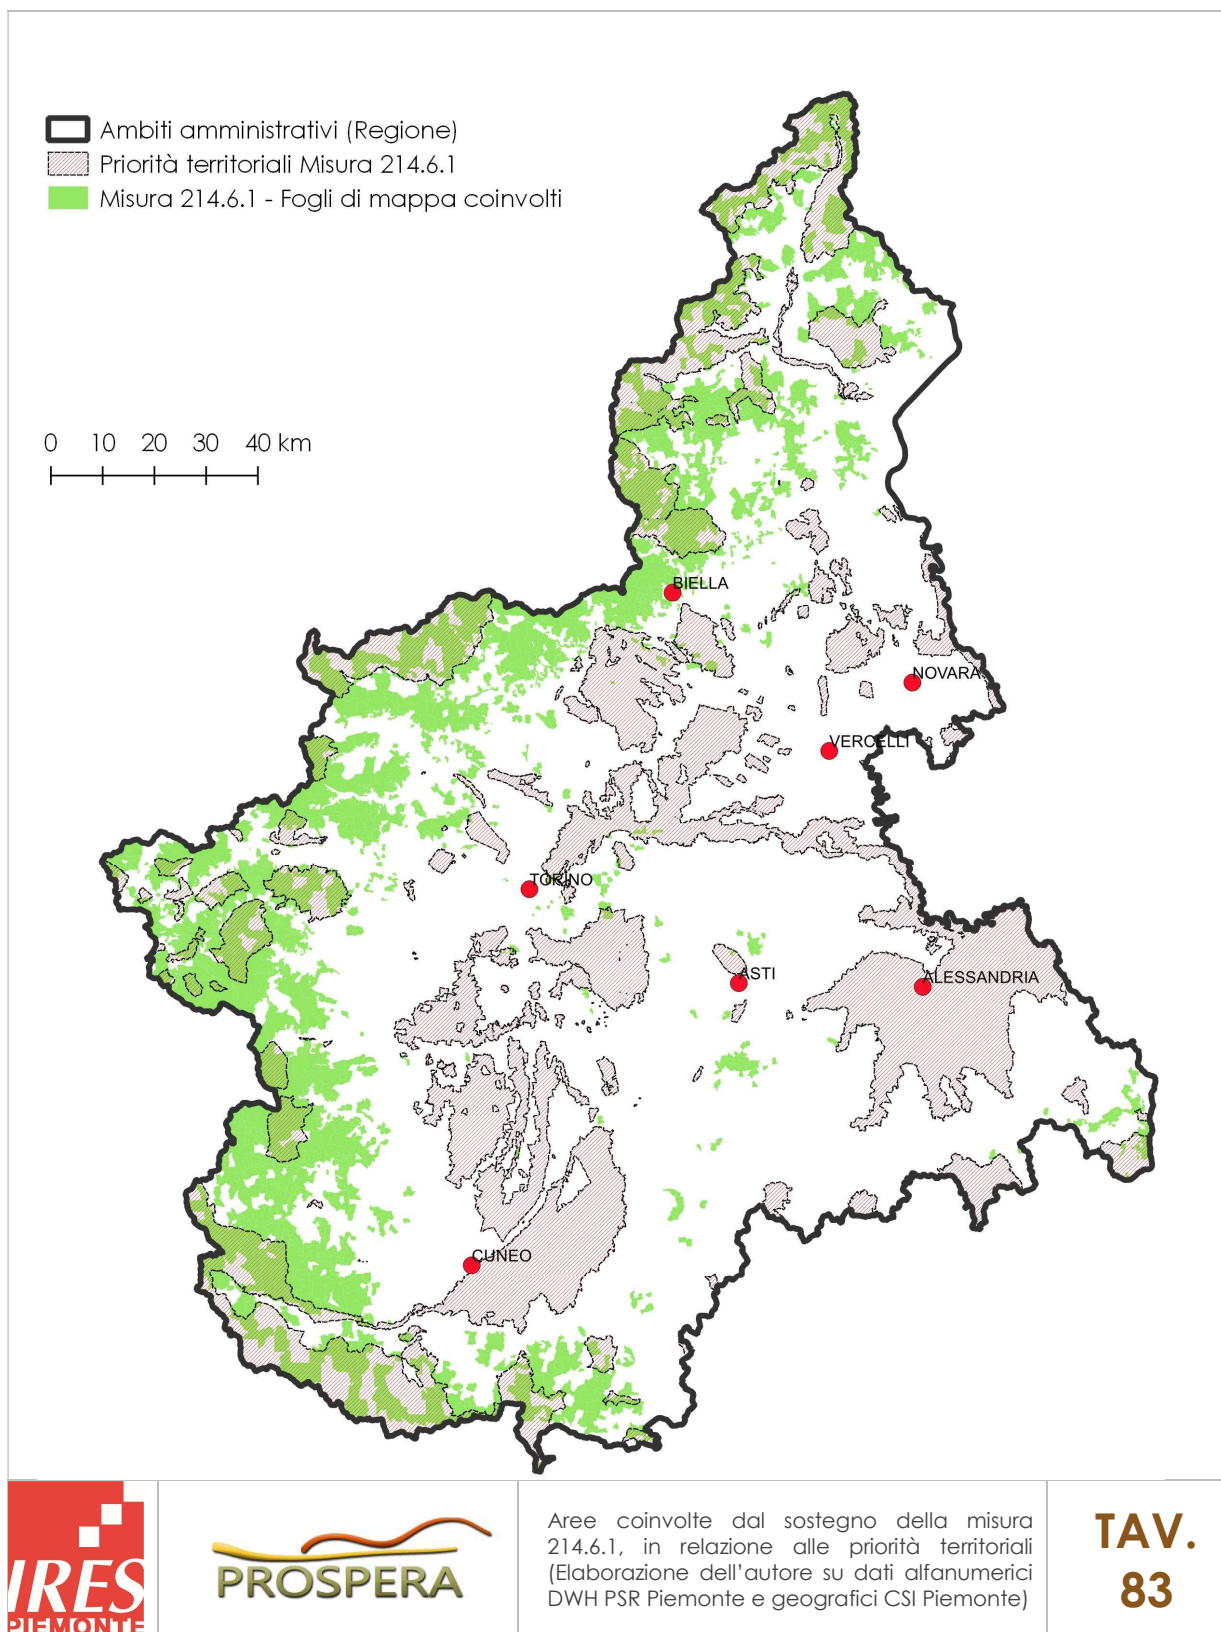 Ambiti amministrativi (Regione)
Priorità territoriali Misura 214.6.1
Misura 214.6.1 - Fogli di mappa coinvolti
0 10 20 30 40 km
BIELLA
NOVARA
VERCELLI
TORINO
ASTI
ALESSANDRIA
CUNEO
IRES
PIEMONTE
PROSPERA
Aree coinvolte dal sostegno della misura
214.6.1, in relazione alle priorità territoriali
(Elaborazione dell'autore su dati alfanumerici
DWH PSR Piemonte e geografici CSI Piemonte)
TAV.
83